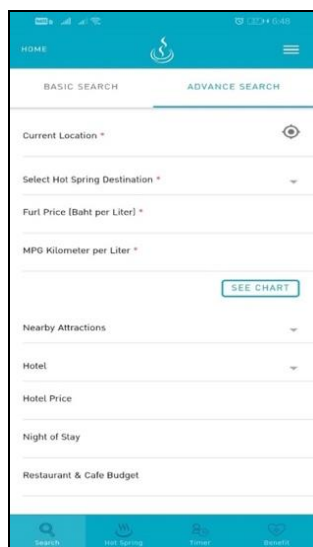 6:48
HOME
BASIC SEARCH
ADVANCE SEARCH
Current Location *
Select Hot Spring Destination *
Furl Price [Baht per Liter] *
MPG Kilometer per Liter *
SEE CHART
Nearby Attractions
Hotel
Hotel Price
Night of Stay
Restaurant & Cafe Budget
Search
Hot Spring
Timer
Benefit